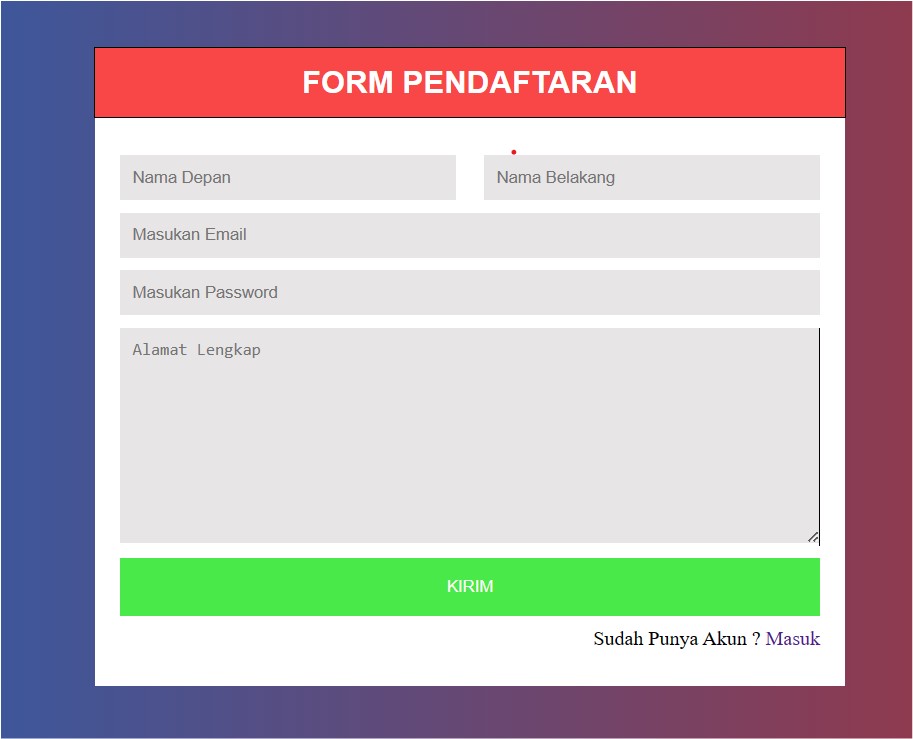 FORM PENDAFTARAN
Nama Depan Nama Belakang
Masukan Email
Masukan Password
Alamat Lengkap
KIRIM
Sudah Punya Akun ? Masuk